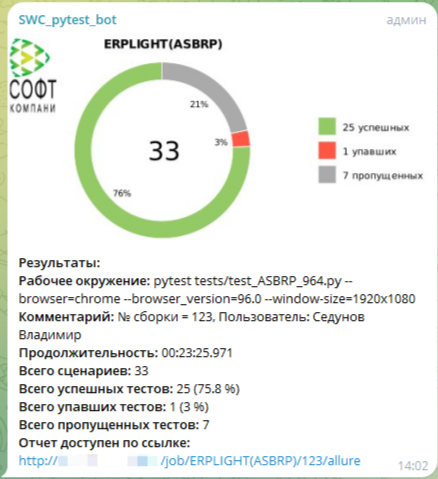 SWC_pytest_bot
админ
ERPLIGHT(ASBRP)
СОФТ
КОМПАНИ
21%
3%
33
76%
25 успешных
1 упавших
7 пропущенных
Результаты:
Рабочее окружение: pytest tests/test_ASBRP_964.py --
browser=chrome --browser_version=96.0 --window-size=1920x1080
Комментарий: № сборки = 123, Пользователь: Седунов
Владимир
Продолжительность: 00:23:25.971
Всего сценариев: 33
Всего успешных тестов: 25 (75.8 %)
Всего упавших тестов: 1 (3 %)
Всего пропущенных тестов: 7
Отчет доступен по ссылке:
http:// /job/ERPLIGHT(ASBRP)/123/allure
14:02